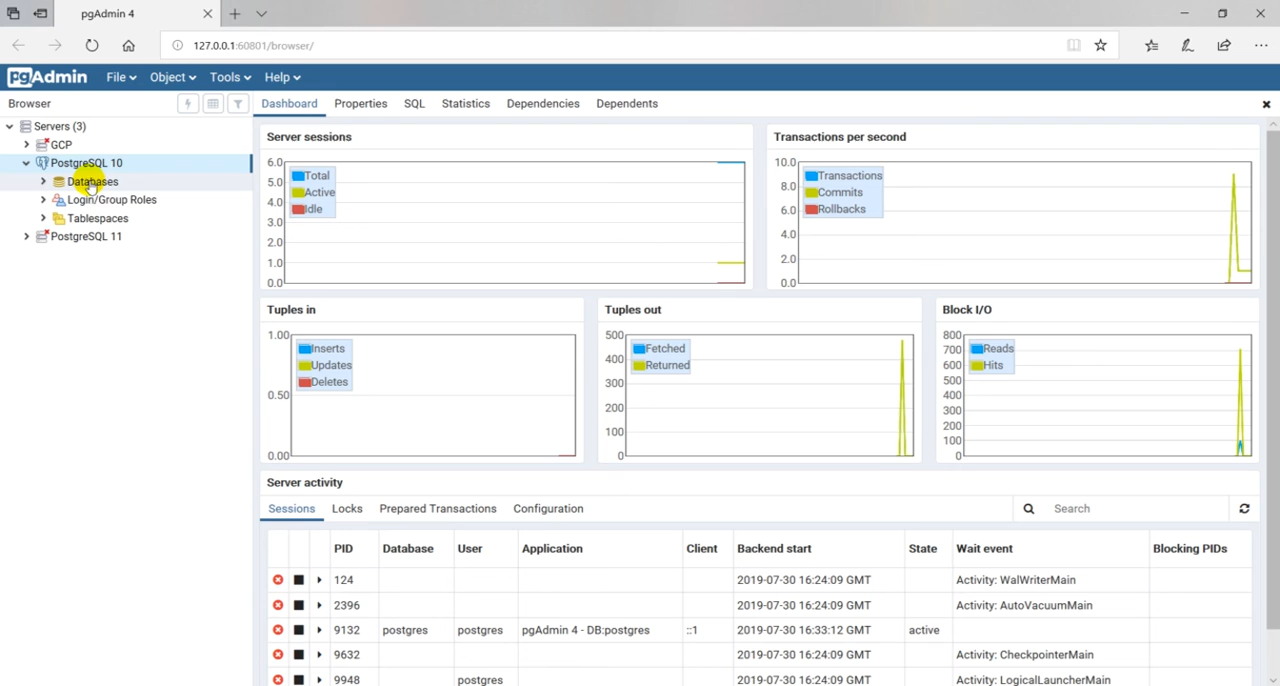 pgAdmin 4
127.0.0.1:60801/browser/
pgAdmin File Object Tools Help
Browser
Dashboard Properties SQL Statistics Dependencies Dependents
Servers (3)
GCP
PostgreSQL 10
Databases
Login/Group Roles
Tablespaces
PostgreSQL 11
Server sessions
6.0
5.0
4.0
3.0
2.0
1.0
0.0
Total
Active
Idle
Transactions per second
10.0
8.0
6.0
4.0
2.0
0.0
Transactions
Commits
Rollbacks
Tuples in
1.00
0.50
0.00
Inserts
Updates
Deletes
Tuples out
500
400
300
200
100
0
Fetched
Returned
Block I/O
800
700
600
500
400
300
200
100
0
Reads
Hits
Server activity
Sessions Locks Prepared Transactions Configuration Search
PID Database User Application Client Backend start State Wait event Blocking PIDs
124 2019-07-30 16:24:09 GMT Activity: WalWriterMain
2396 2019-07-30 16:24:09 GMT Activity: AutoVacuumMain
9132 postgres postgres pgAdmin 4 - DB:postgres ::1 2019-07-30 16:33:12 GMT active
9632 2019-07-30 16:24:09 GMT Activity: CheckpointerMain
9948 postgres 2019-07-30 16:24:09 GMT Activity: LogicalLauncherMain